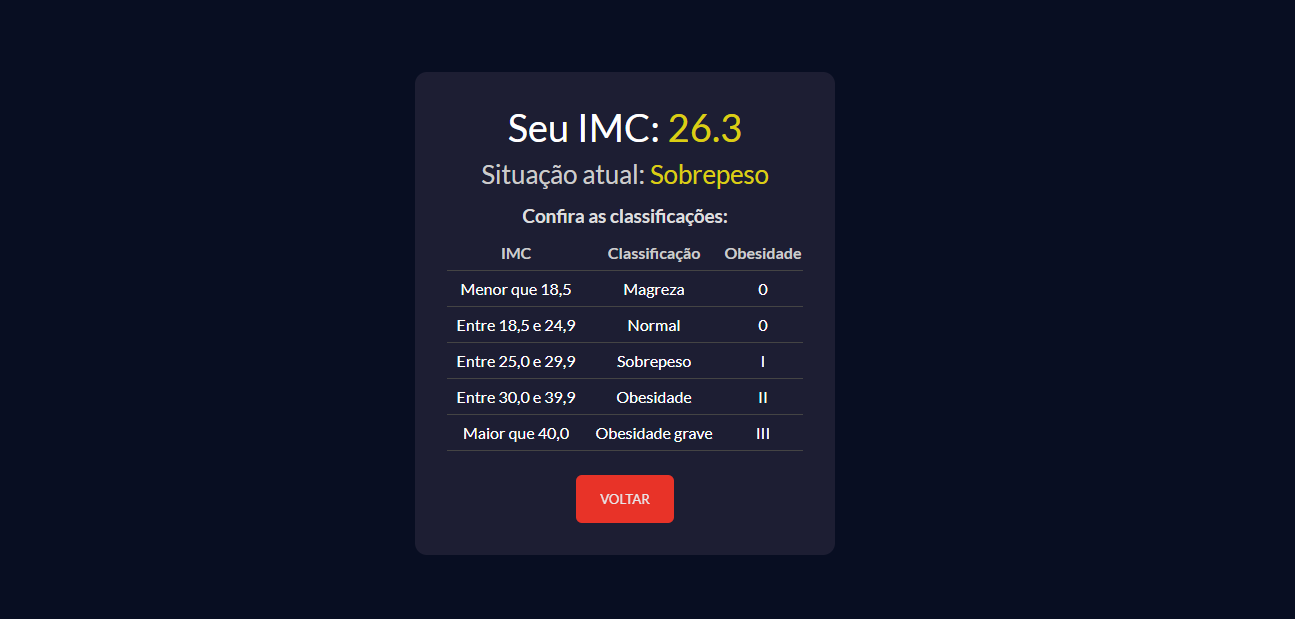 Seu IMC: 26.3
Situação atual: Sobrepeso
Confira as classificações:
IMC Classificação Obesidade
Menor que 18,5 Magreza 0
Entre 18,5 e 24,9 Normal 0
Entre 25,0 e 29,9 Sobrepeso I
Entre 30,0 e 39,9 Obesidade II
Maior que 40,0 Obesidade grave III
VOLTAR